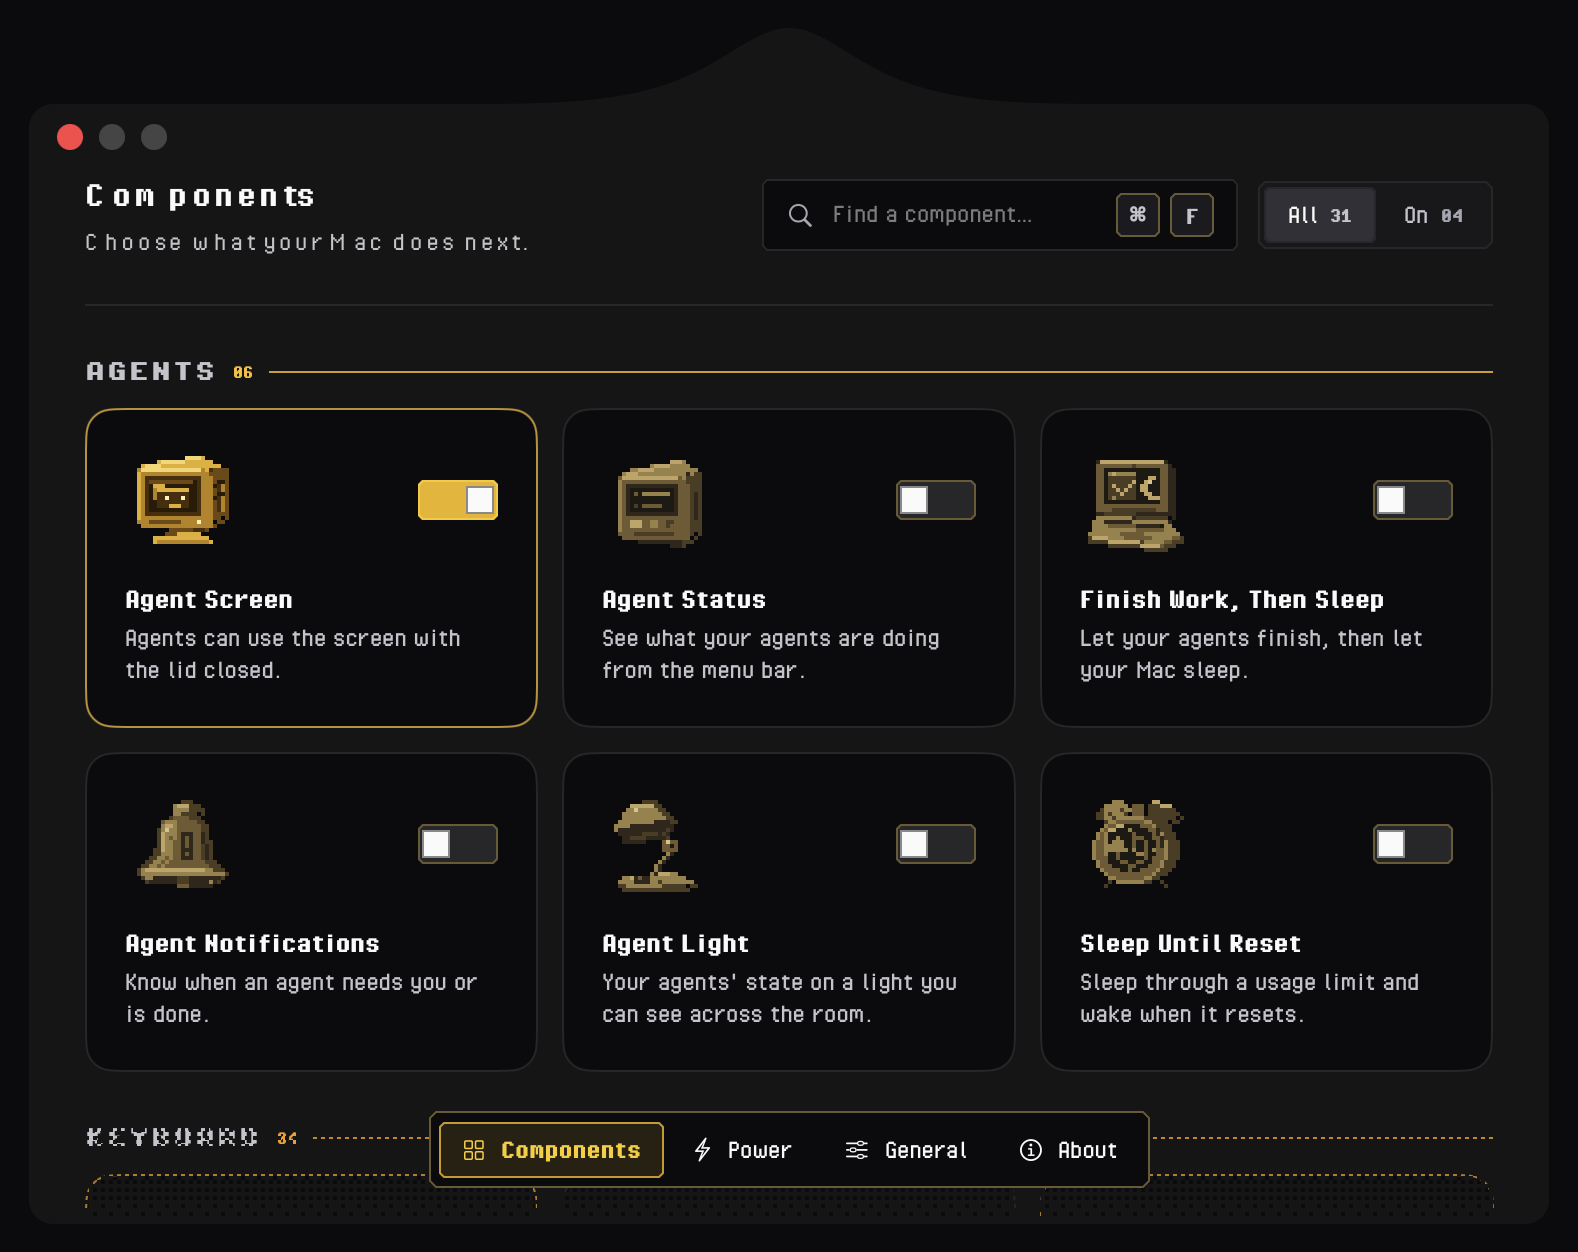 Components
Choose what your Mac does next.
Find a component... ⌘ F
All 31 On 04
AGENTS 06
Agent Screen
Agents can use the screen with
the lid closed.
Agent Status
See what your agents are doing
from the menu bar.
Finish Work, Then Sleep
Let your agents finish, then let
your Mac sleep.
Agent Notifications
Know when an agent needs you or
is done.
Agent Light
Your agents' state on a light you
can see across the room.
Sleep Until Reset
Sleep through a usage limit and
wake when it resets.
KEYBOARD
Components Power General About